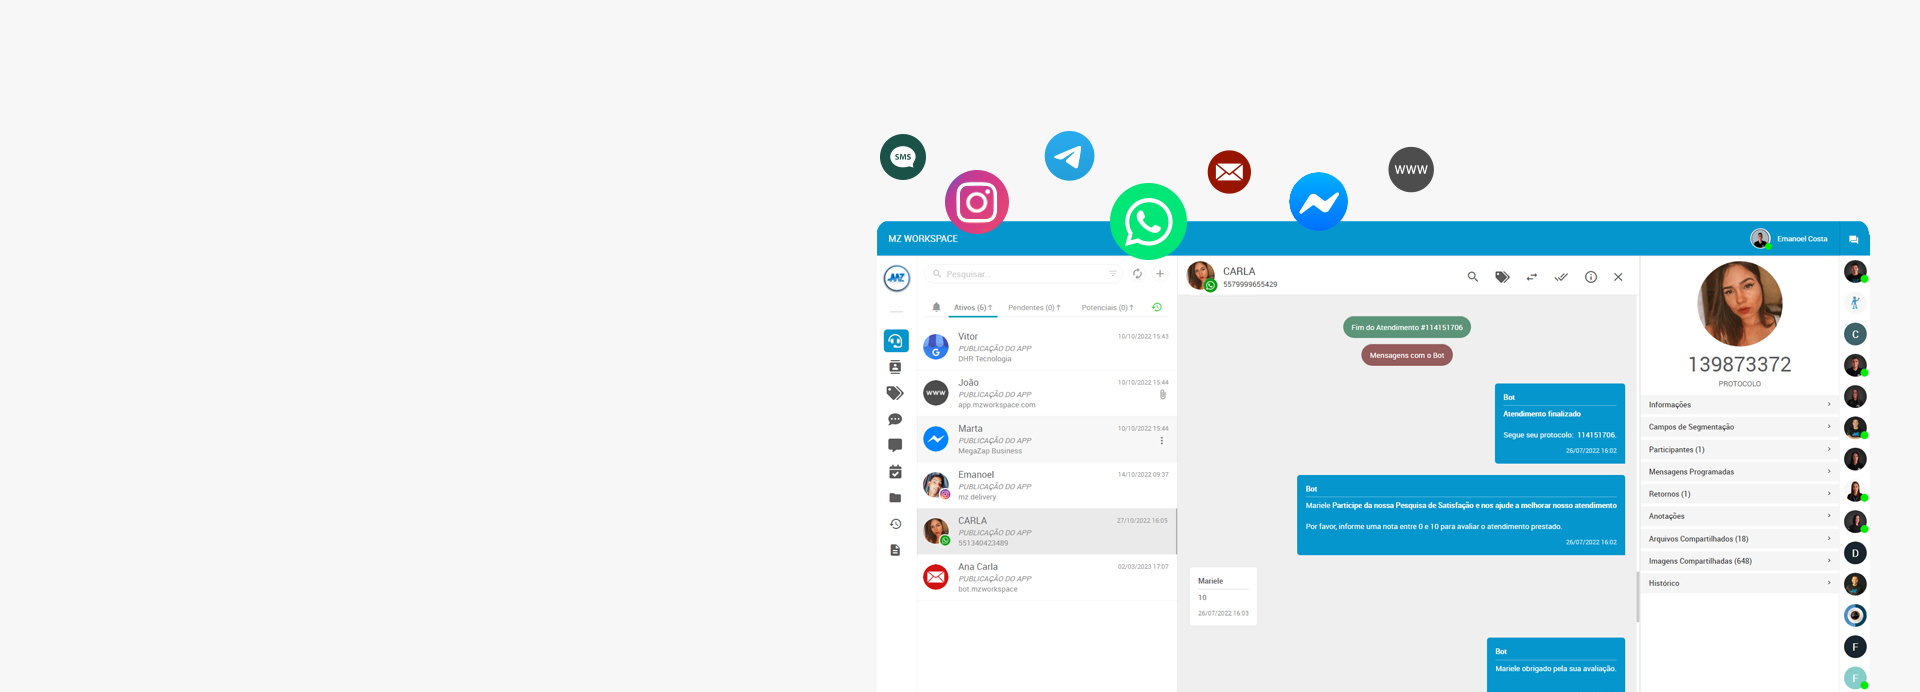 SMS
WWW
MZ WORKSPACE
Emanoel Costa
MZ
Pesquisar...
Ativos (6)
Pendentes (0)
Potenciais (0)
Vitor
10/10/2022 15:43
PUBLICAÇÃO DO APP
DHR Tecnologia
WWW
João
10/10/2022 15:44
PUBLICAÇÃO DO APP
app.mzworkspace.com
Marta
10/10/2022 15:44
PUBLICAÇÃO DO APP
MegaZap Business
Emanoel
14/10/2022 09:37
PUBLICAÇÃO DO APP
mz.delivery
CARLA
27/10/2022 16:05
PUBLICAÇÃO DO APP
551340423489
Ana Carla
02/03/2023 17:07
PUBLICAÇÃO DO APP
bot.mzworkspace
CARLA
5579999655429
Fim do Atendimento #114151706
Mensagens com o Bot
Bot
Atendimento finalizado
Segue seu protocolo: 114151706.
26/07/2022 16:02
Bot
Mariele Participe da nossa Pesquisa de Satisfação e nos ajude a melhorar nosso atendimento
Por favor, informe uma nota entre 0 e 10 para avaliar o atendimento prestado.
26/07/2022 16:02
Mariele
10
26/07/2022 16:03
Bot
Mariele obrigado pela sua avaliação.
139873372
PROTOCOLO
Informações
Campos de Segmentação
Participantes (1)
Mensagens Programadas
Retornos (1)
Anotações
Arquivos Compartilhados (18)
Imagens Compartilhadas (648)
Histórico
C
D
F
F